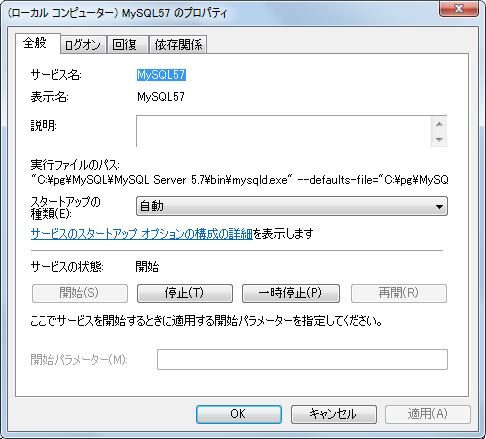 (ローカル コンピューター) MySQL57 のプロパティ
全般 ログオン 回復 依存関係
サービス名: MySQL57
表示名: MySQL57
説明:
実行ファイルのパス:
"C:¥pg¥MySQL¥MySQL Server 5.7¥bin¥mysqld.exe" --defaults-file="C:¥pg¥MySQ
スタートアップの
種類(E): 自動
サービスのスタートアップ オプションの構成の詳細を表示します
サービスの状態: 開始
開始(S) 停止(T) 一時停止(P) 再開(R)
ここでサービスを開始するときに適用する開始パラメーターを指定してください。
開始パラメーター(M):
OK キャンセル 適用(A)